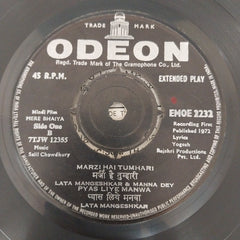 TRADE MARK
ODEON
Regd. Trade Mark of The Gramophone Co., Ltd.
45 R.P.M.
EXTENDED PLAY
Hindi Film
MERE BHAIYA
Side One
B
7TJW 12355
Music
Salil Chowdhury
EMOE 2232
Recording First
Published 1972
Lyrics
Yogesh
Rajshri Productions
Pvt. Ltd.
MARZI HAI TUMHARI
मर्ज़ी है तुम्हारी
LATA MANGESHKAR & MANNA DEY
PYAS LIYE MANWA
प्यास लिये मनवा
LATA MANGESHKAR